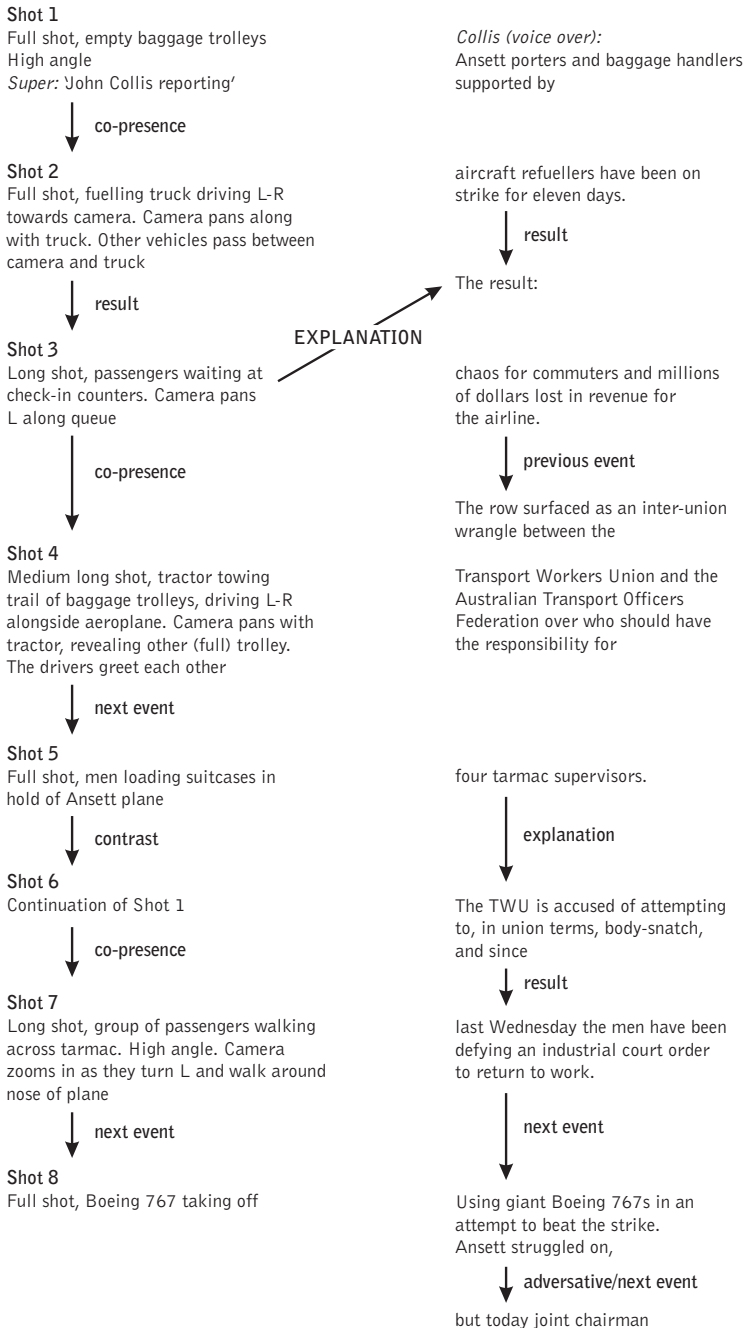 Shot 1
Full shot, empty baggage trolleys
High angle
Super: 'John Collis reporting'
Collis (voice over):
Ansett porters and baggage handlers
supported by
co-presence
Shot 2
Full shot, fuelling truck driving L-R
towards camera. Camera pans along
with truck. Other vehicles pass between
camera and truck
aircraft refuellers have been on
strike for eleven days.
result
The result:
result
EXPLANATION
Shot 3
Long shot, passengers waiting at
check-in counters. Camera pans
L along queue
chaos for commuters and millions
of dollars lost in revenue for
the airline.
co-presence
previous event
The row surfaced as an inter-union
wrangle between the
Shot 4
Medium long shot, tractor towing
trail of baggage trolleys, driving L-R
alongside aeroplane. Camera pans with
tractor, revealing other (full) trolley.
The drivers greet each other
Transport Workers Union and the
Australian Transport Officers
Federation over who should have
the responsibility for
next event
Shot 5
Full shot, men loading suitcases in
hold of Ansett plane
four tarmac supervisors.
contrast
explanation
Shot 6
Continuation of Shot 1
The TWU is accused of attempting
to, in union terms, body-snatch,
and since
co-presence
result
Shot 7
Long shot, group of passengers walking
across tarmac. High angle. Camera
zooms in as they turn L and walk around
nose of plane
last Wednesday the men have been
defying an industrial court order
to return to work.
next event
next event
Shot 8
Full shot, Boeing 767 taking off
Using giant Boeing 767s in an
attempt to beat the strike.
Ansett struggled on,
adversative/next event
but today joint chairman